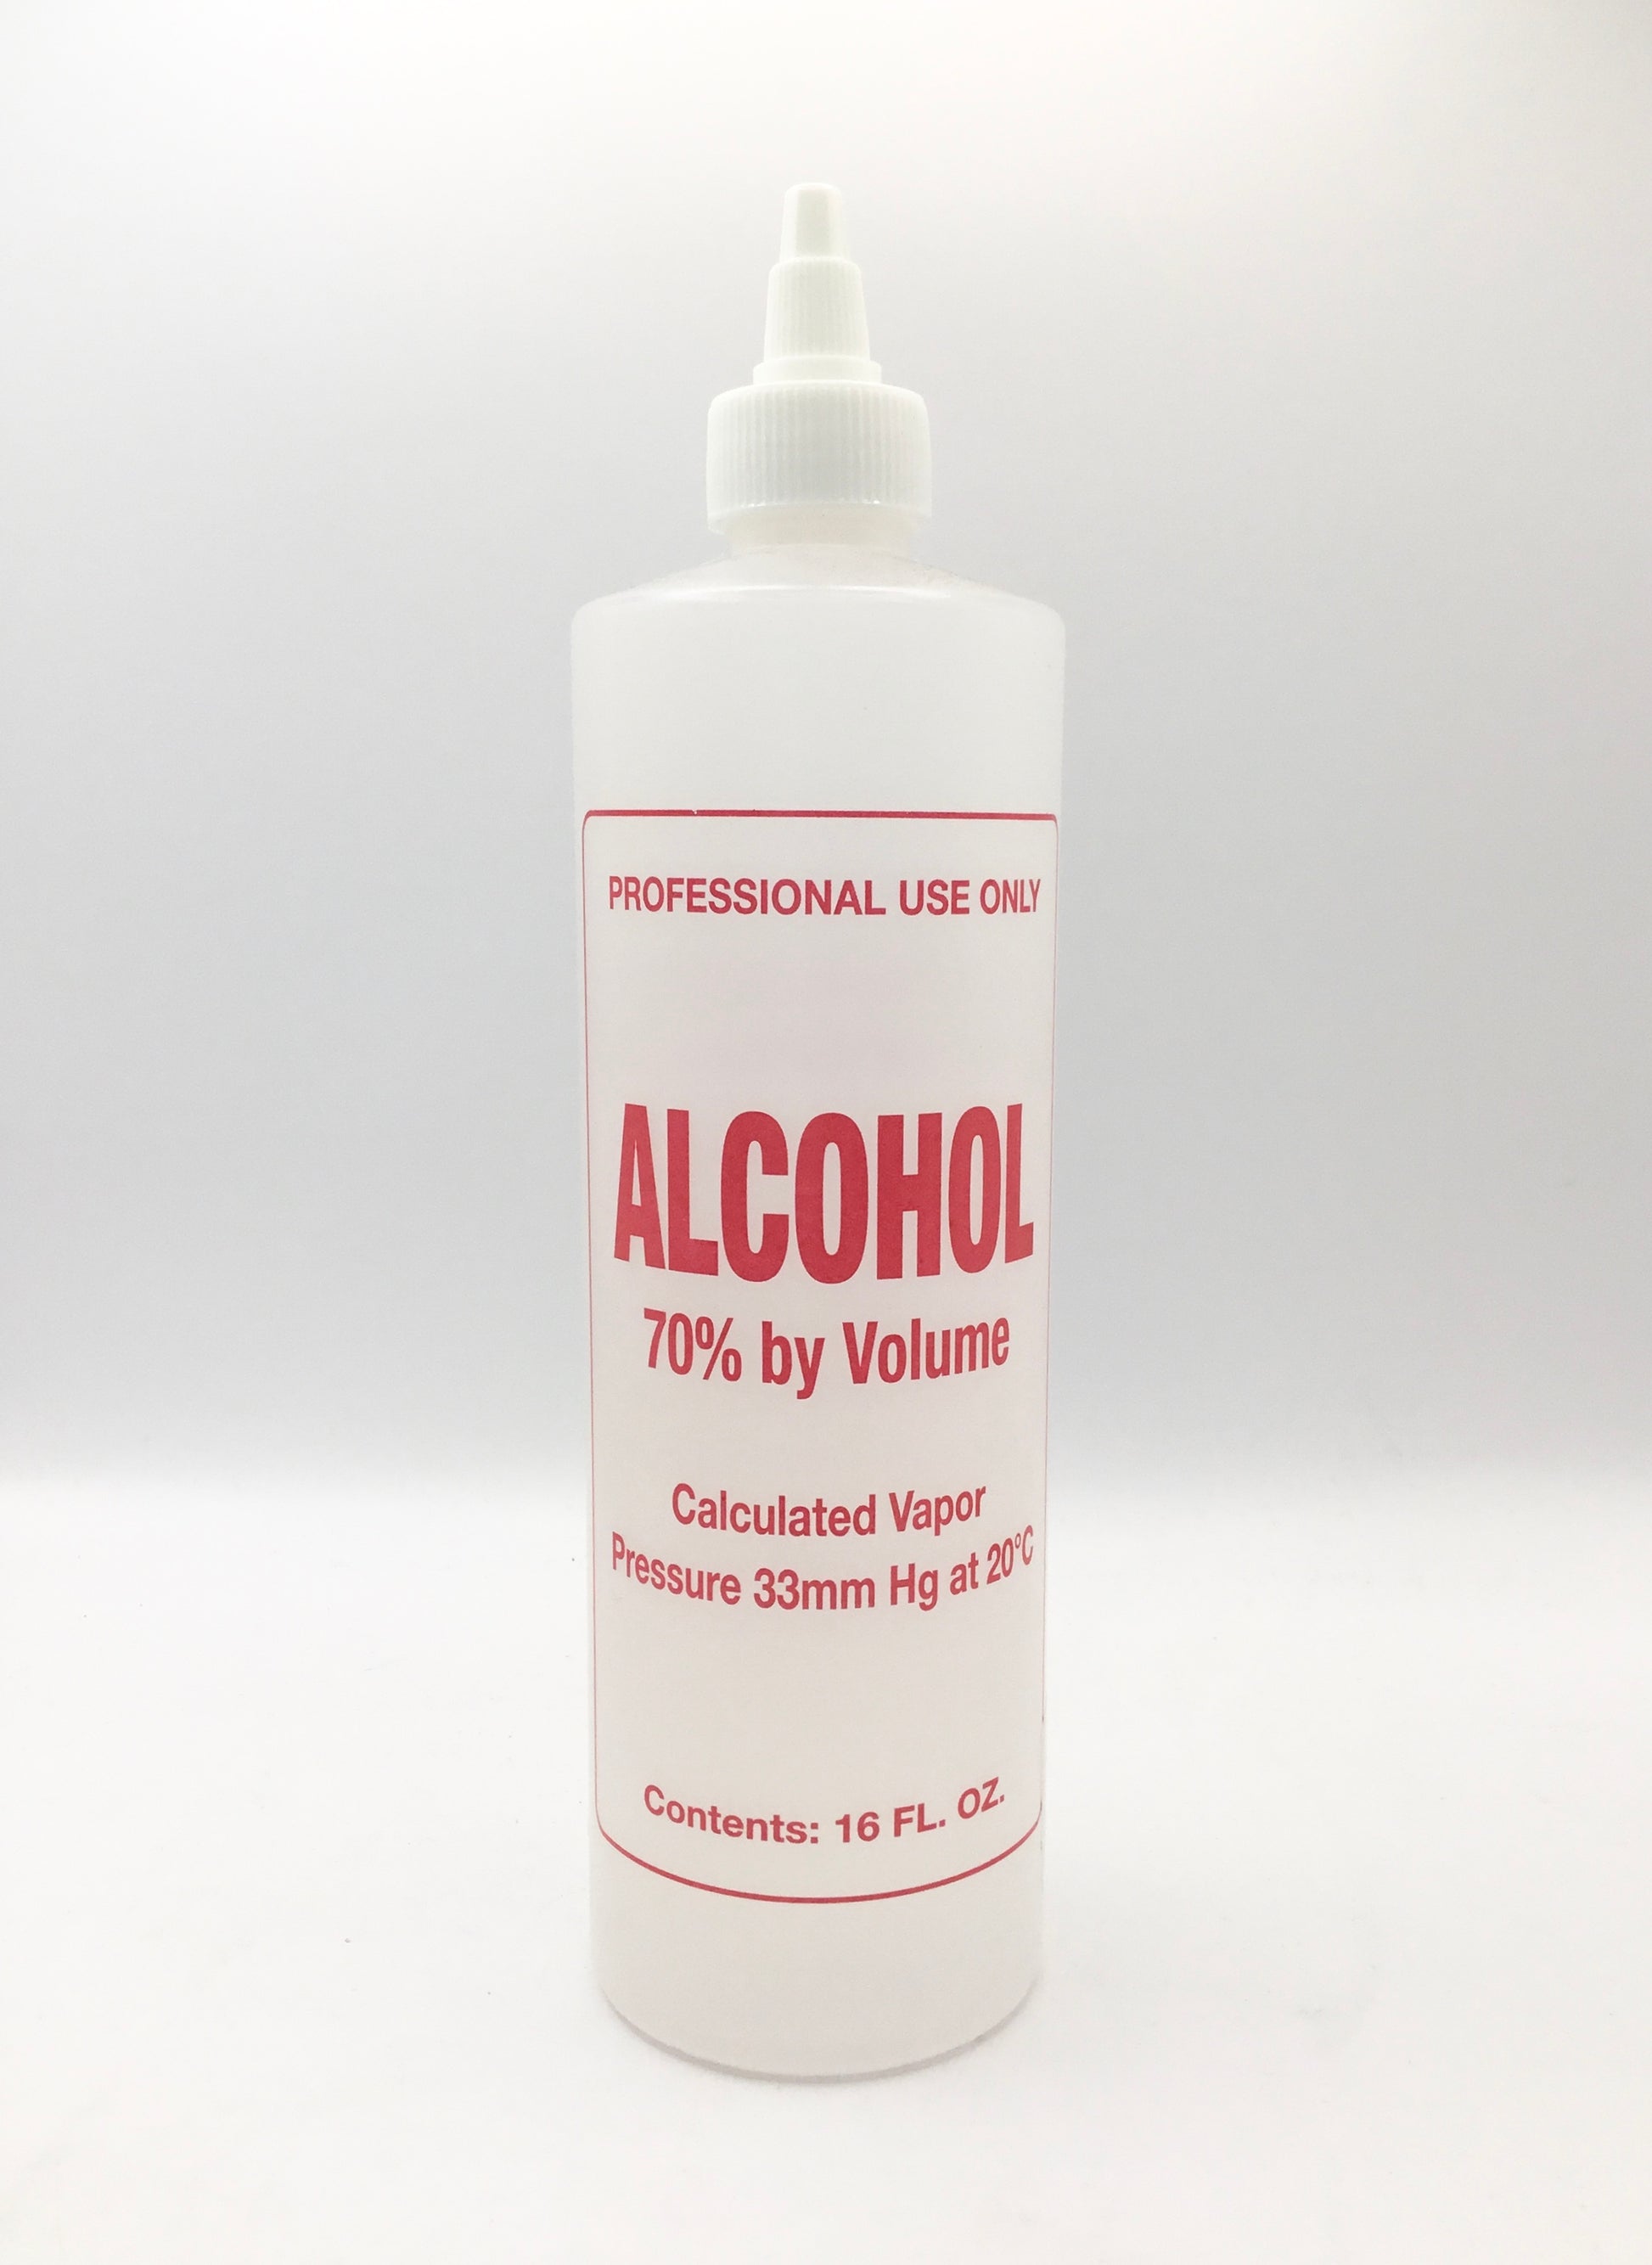 PROFESSIONAL USE ONLY
ALCOHOL
70% by Volume
Calculated Vapor
Pressure 33mm Hg at 20°C
Contents: 16 FL. OZ.